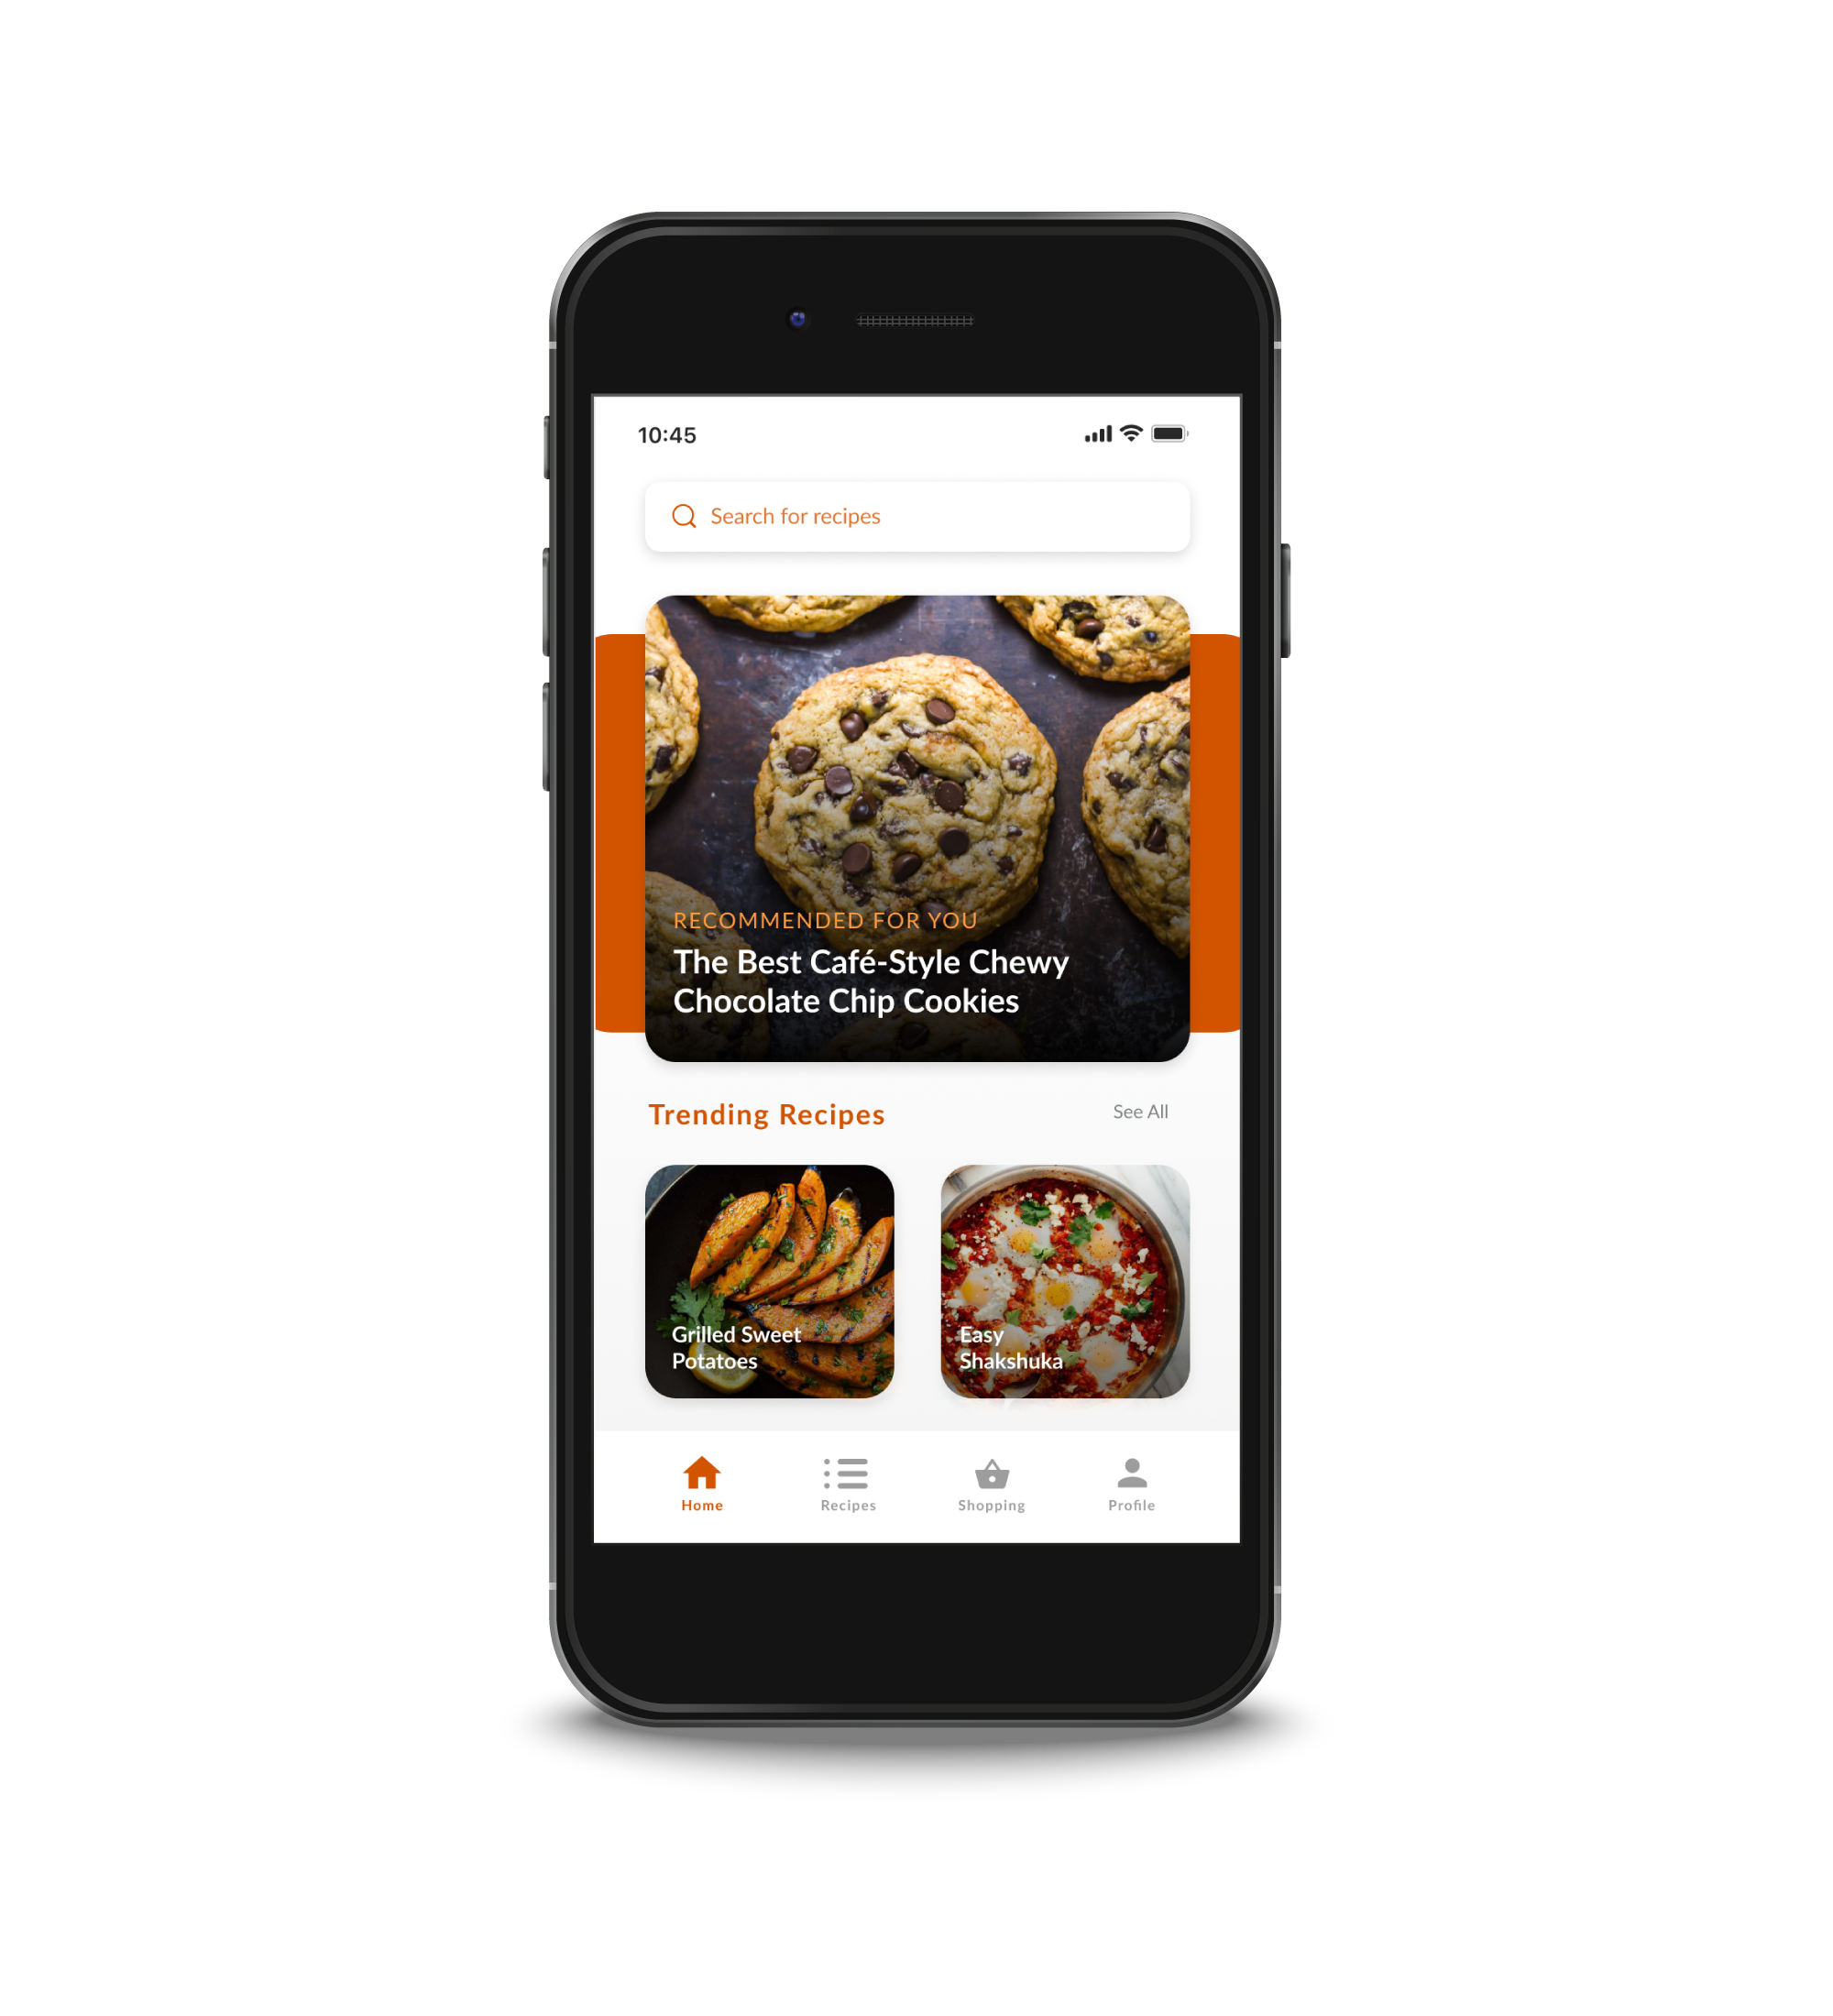 10:45
Search for recipes
RECOMMENDED FOR YOU
The Best Café-Style Chewy
Chocolate Chip Cookies
Trending Recipes
See All
Grilled Sweet
Potatoes
Easy
Shakshuka
Home
Recipes
Shopping
Profile